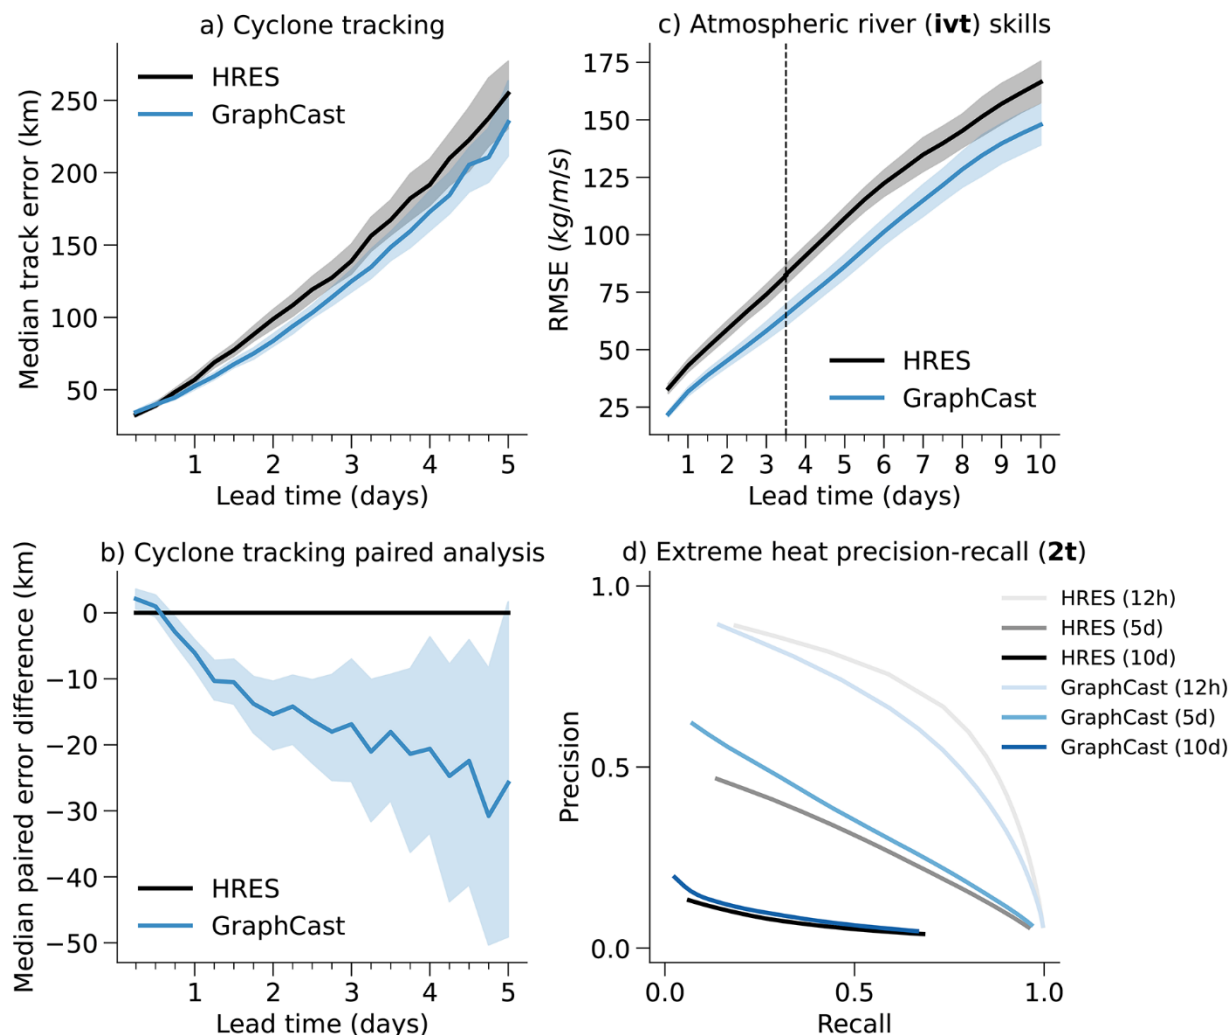 a) Cyclone tracking
HRES
GraphCast
250
200
150
100
50
Median track error (km)
1 2 3 4 5
Lead time (days)
c) Atmospheric river (ivt) skills
175
150
125
100
75
50
25
RMSE (kg/m/s)
HRES
GraphCast
1 2 3 4 5 6 7 8 9 10
Lead time (days)
b) Cyclone tracking paired analysis
0
−10
−20
−30
−40
−50
Median paired error difference (km)
HRES
GraphCast
1 2 3 4 5
Lead time (days)
d) Extreme heat precision-recall (2t)
1.0
0.5
0.0
Precision
HRES (12h)
HRES (5d)
HRES (10d)
GraphCast (12h)
GraphCast (5d)
GraphCast (10d)
0.0 0.5 1.0
Recall